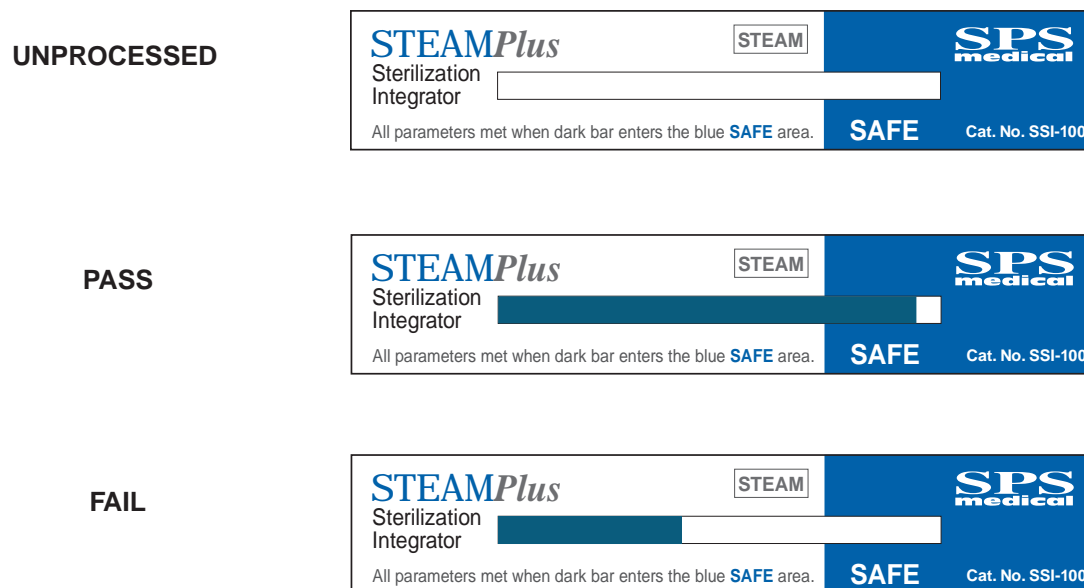 UNPROCESSED
STEAMPlus
STEAM
SPS
medical
Sterilization
Integrator
All parameters met when dark bar enters the blue SAFE area.
SAFE
Cat. No. SSI-100
PASS
STEAMPlus
STEAM
SPS
medical
Sterilization
Integrator
All parameters met when dark bar enters the blue SAFE area.
SAFE
Cat. No. SSI-100
FAIL
STEAMPlus
STEAM
SPS
medical
Sterilization
Integrator
All parameters met when dark bar enters the blue SAFE area.
SAFE
Cat. No. SSI-100